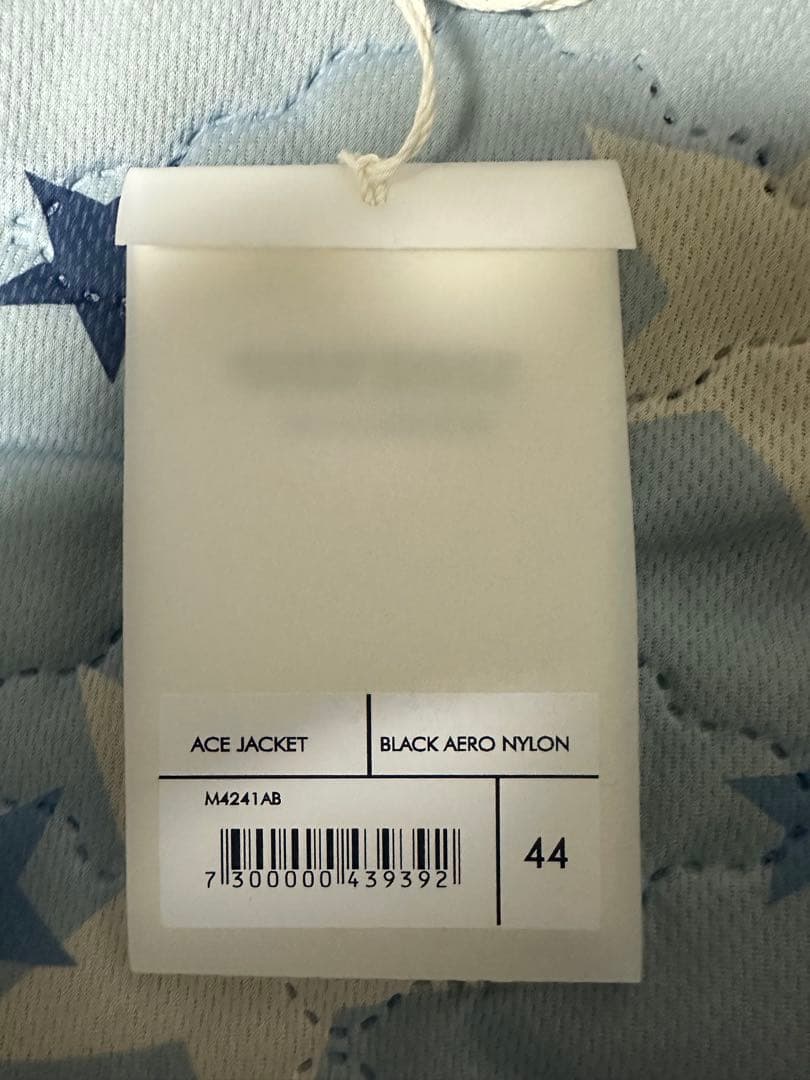 ACE JACKET
BLACK AERO NYLON
M4241AB
7300000439392
44